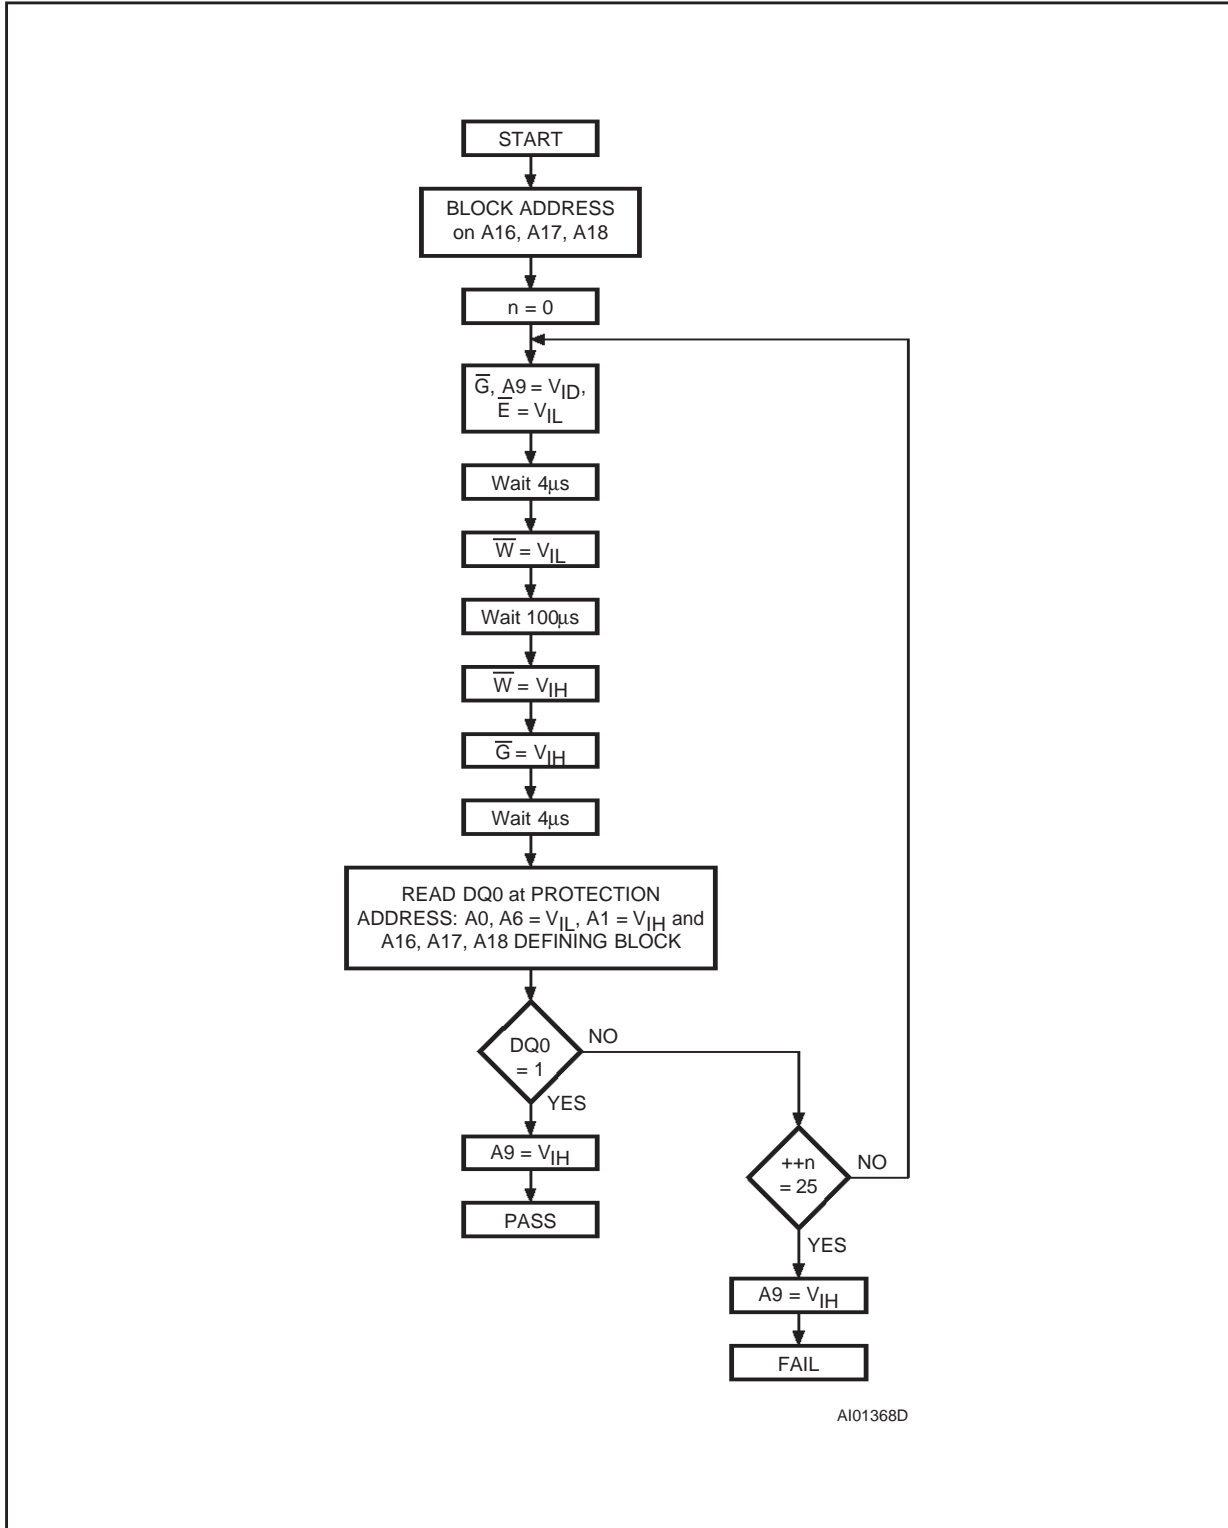 START
BLOCK ADDRESS
on A16, A17, A18
n = 0
G̅, A9 = VID,
E̅ = VIL
Wait 4µs
W̅ = VIL
Wait 100µs
W̅ = VIH
G̅ = VIH
Wait 4µs
READ DQ0 at PROTECTION
ADDRESS: A0, A6 = VIL, A1 = VIH and
A16, A17, A18 DEFINING BLOCK
DQ0
= 1
NO
YES
A9 = VIH
PASS
++n
= 25
NO
YES
A9 = VIH
FAIL
AI01368D